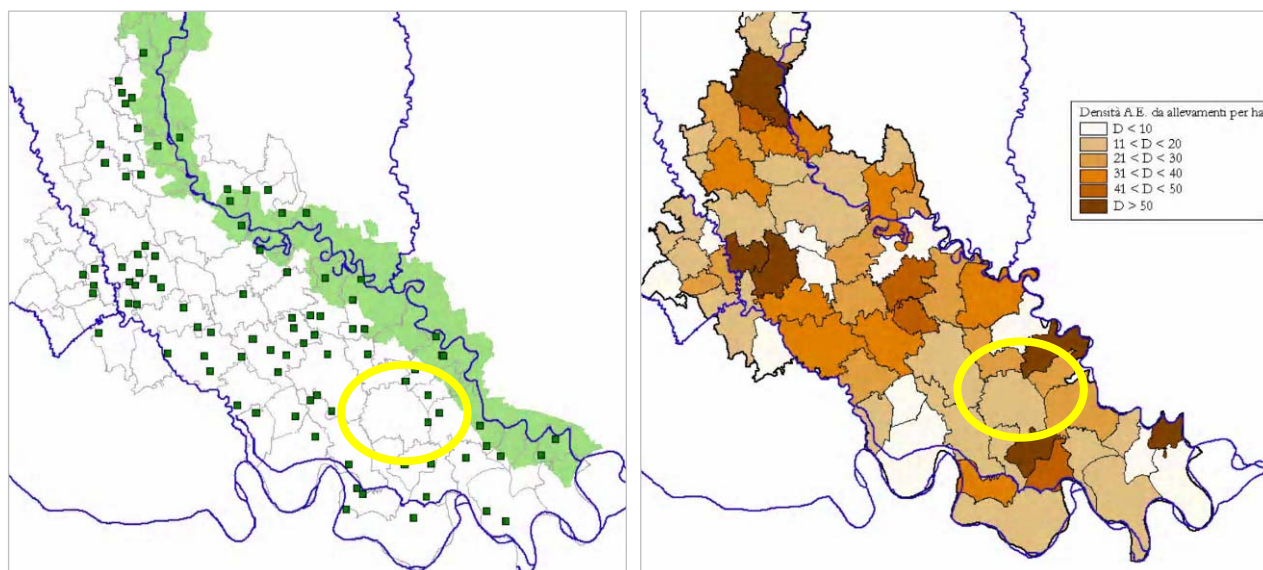 Densità A.E. da allevamenti per ha
D < 10
11 < D < 20
21 < D < 30
31 < D < 40
41 < D < 50
D > 50